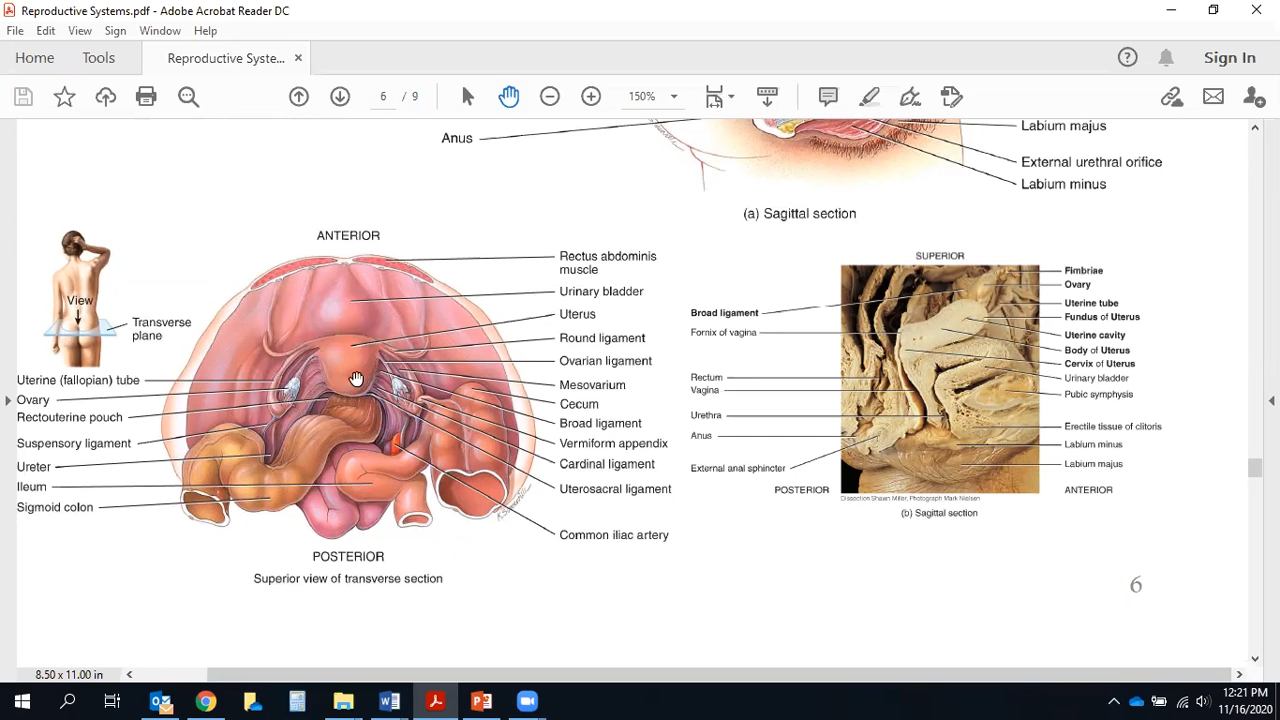 Reproductive Systems.pdf - Adobe Acrobat Reader DC
File Edit View Sign Window Help
Home Tools Reproductive Syste... × Sign In
6 / 9 150%
Anus
Labium majus
External urethral orifice
Labium minus
(a) Sagittal section
ANTERIOR
View
Transverse
plane
Uterine (fallopian) tube
Ovary
Rectouterine pouch
Suspensory ligament
Ureter
Ileum
Sigmoid colon
Rectus abdominis
muscle
Urinary bladder
Uterus
Round ligament
Ovarian ligament
Mesovarium
Cecum
Broad ligament
Vermiform appendix
Cardinal ligament
Uterosacral ligament
Common iliac artery
POSTERIOR
Superior view of transverse section
SUPERIOR
Broad ligament
Fornix of vagina
Rectum
Vagina
Urethra
Anus
External anal sphincter
POSTERIOR
Fimbriae
Ovary
Uterine tube
Fundus of Uterus
Uterine cavity
Body of Uterus
Cervix of Uterus
Urinary bladder
Pubic symphysis
Erectile tissue of clitoris
Labium minus
Labium majus
ANTERIOR
Dissection Shawn Miller, Photograph Mark Nielsen
(b) Sagittal section
6
8.50 x 11.00 in
12:21 PM
11/16/2020